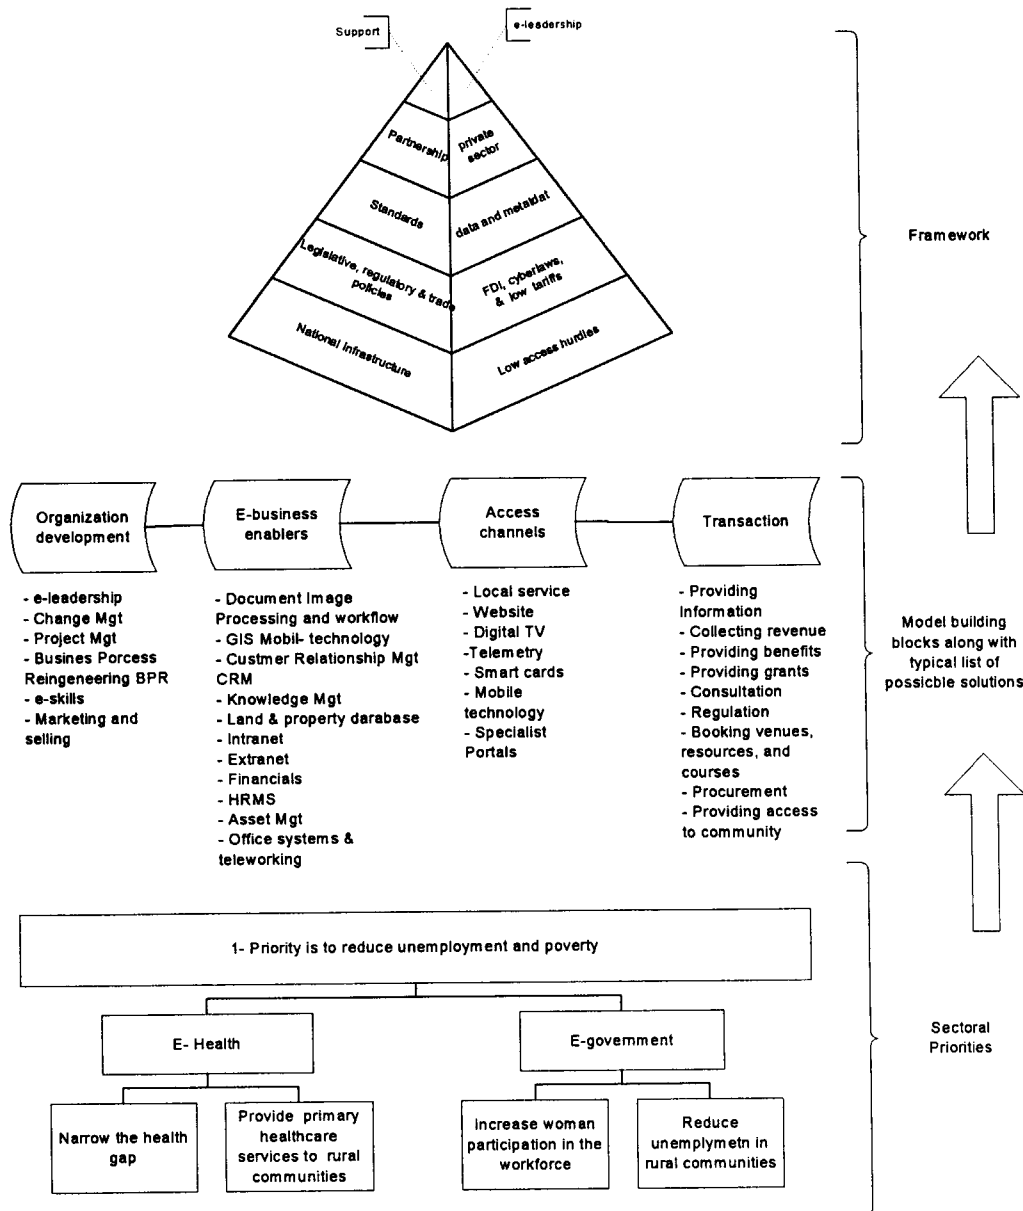 Support
e-leadership
Partnership
private
sector
Standards
data and metaldat
Legislative, regulatory & trade
policies
FDI, cyberlaws,
& low tariffs
National Infrastructure
Low access hurdles
Framework
Organization
development
E-business
enablers
Access
channels
Transaction
- e-leadership
- Change Mgt
- Project Mgt
- Busines Porcess
Reingeneering BPR
- e-skills
- Marketing and
selling
- Document Image
Processing and workflow
- GIS Mobil- technology
- Custmer Relationship Mgt
CRM
- Knowledge Mgt
- Land & property darabase
- Intranet
- Extranet
- Financials
- HRMS
- Asset Mgt
- Office systems &
teleworking
- Local service
- Website
- Digital TV
-Telemetry
- Smart cards
- Mobile
technology
- Specialist
Portals
- Providing
Information
- Collecting revenue
- Providing benefits
- Providing grants
- Consultation
- Regulation
- Booking venues,
resources, and
courses
- Procurement
- Providing access
to community
Model building
blocks along with
typical list of
possicble solutions
1- Priority is to reduce unemployment and poverty
E- Health
E-government
Narrow the health
gap
Provide primary
healthcare
services to rural
communities
Increase woman
participation in the
workforce
Reduce
unemplymetn in
rural communities
Sectoral
Priorities